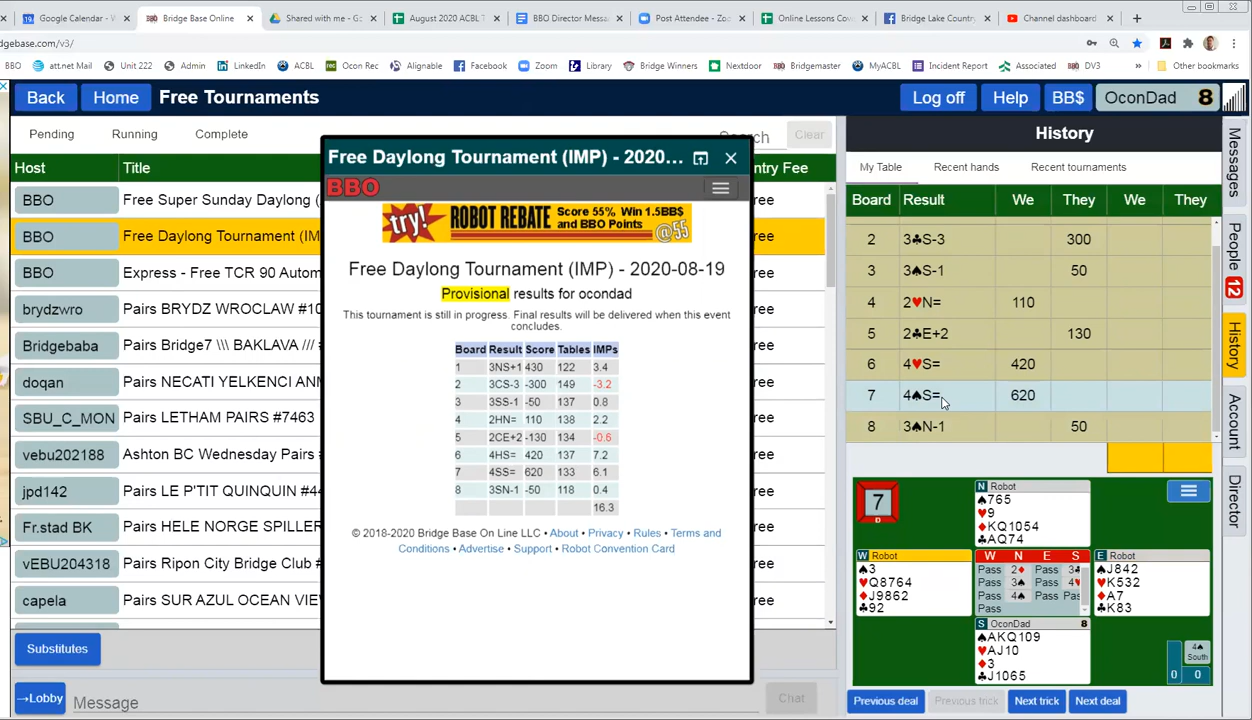 Google Calendar - W
Bridge Base Online
Shared with me - Go
August 2020 ACBL T
BBO Director Messa
Post Attendee - Zoo
Online Lessons Cov
Bridge Lake Country
Channel dashboard
dgebase.com/v3/
BBO
att.net Mail
Unit 222
Admin
LinkedIn
ACBL
Ocon Rec
Alignable
Facebook
Zoom
Library
Bridge Winners
Nextdoor
Bridgemaster
MyACBL
Incident Report
Associated
DV3
Other bookmarks
Back
Home
Free Tournaments
Log off
Help
BB$
OconDad 8
Pending
Running
Complete
Search
Clear
Host
Title
ntry Fee
BBO
Free Super Sunday Daylong (
BBO
Free Daylong Tournament (IM
ree
BBO
Express - Free TCR 90 Autom
ree
brydzwro
Pairs BRYDZ WROCLAW #10
ree
Bridgebaba
Pairs Bridge7 \\\ BAKLAVA /// #
ree
doqan
Pairs NECATI YELKENCI ANM
ree
SBU_C_MON
Pairs LETHAM PAIRS #7463
ree
vebu202188
Ashton BC Wednesday Pairs
ree
jpd142
Pairs LE P'TIT QUINQUIN #44
ree
Fr.stad BK
Pairs HELE NORGE SPILLER
ree
vEBU204318
Pairs Ripon City Bridge Club #
ree
capela
Pairs SUR AZUL OCEAN VIEW
ree
Substitutes
→Lobby
Message
Chat
Free Daylong Tournament (IMP) - 2020...
BBO
try!
ROBOT REBATE
Score 55% Win 1.5BB$
and BBO Points
@55
Free Daylong Tournament (IMP) - 2020-08-19
Provisional results for ocondad
This tournament is still in progress. Final results will be delivered when this event
concludes.
Board Result Score Tables IMPs
1 3NS+1 430 122 3.4
2 3CS-3 -300 149 -3.2
3 3SS-1 -50 137 0.8
4 2HN= 110 138 2.2
5 2CE+2 -130 134 -0.6
6 4HS= 420 137 7.2
7 4SS= 620 133 6.1
8 3SN-1 -50 118 0.4
16.3
© 2018-2020 Bridge Base On Line LLC • About • Privacy • Rules • Terms and
Conditions • Advertise • Support • Robot Convention Card
History
My Table
Recent hands
Recent tournaments
Board Result We They We They
2 3♣S-3 300
3 3♠S-1 50
4 2♥N= 110
5 2♣E+2 130
6 4♥S= 420
7 4♠S= 620
8 3♠N-1 50
7
D
N Robot
♠765
♥9
♦KQ1054
♣AQ74
W Robot
♠3
♥Q8764
♦J9862
♣92
W N E S
Pass 2♦ Pass 3♣
Pass 3♠ Pass 4♥
Pass 4♠ Pass Pas
Pass
E Robot
♠J842
♥K532
♦A7
♣K83
S OconDad 8
♠AKQ109
♥AJ10
♦3
♣J1065
4♠
South
0 0
Previous deal
Previous trick
Next trick
Next deal
Messages
People 12
History
Account
Director